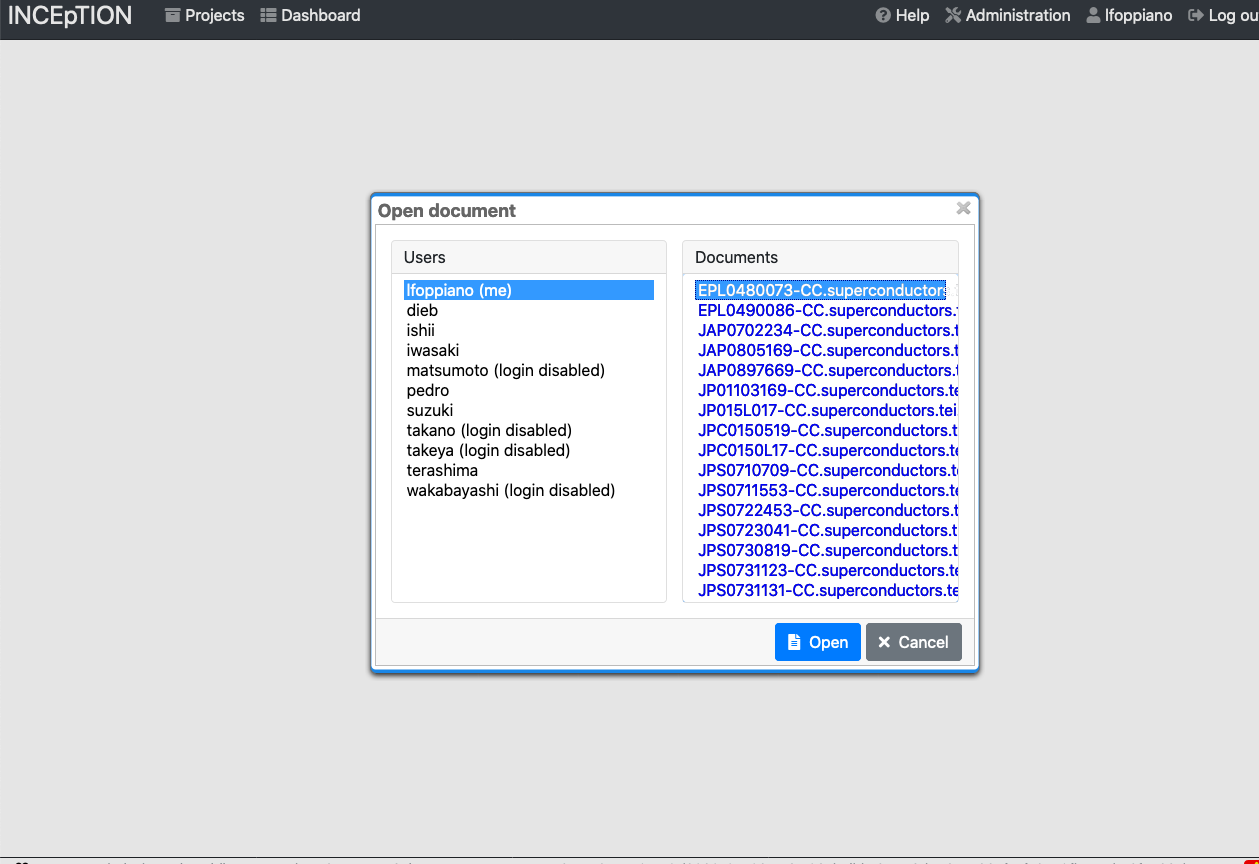 INCEpTION Projects Dashboard Help Administration lfoppiano Log ou
Open document
Users
lfoppiano (me)
dieb
ishii
iwasaki
matsumoto (login disabled)
pedro
suzuki
takano (login disabled)
takeya (login disabled)
terashima
wakabayashi (login disabled)
Documents
EPL0480073-CC.superconductors
EPL0490086-CC.superconductors.
JAP0702234-CC.superconductors.t
JAP0805169-CC.superconductors.t
JAP0897669-CC.superconductors.t
JP01103169-CC.superconductors.te
JP015L017-CC.superconductors.tei
JPC0150519-CC.superconductors.t
JPC0150L17-CC.superconductors.te
JPS0710709-CC.superconductors.t
JPS0711553-CC.superconductors.te
JPS0722453-CC.superconductors.t
JPS0723041-CC.superconductors.t
JPS0730819-CC.superconductors.t
JPS0731123-CC.superconductors.te
JPS0731131-CC.superconductors.te
Open Cancel